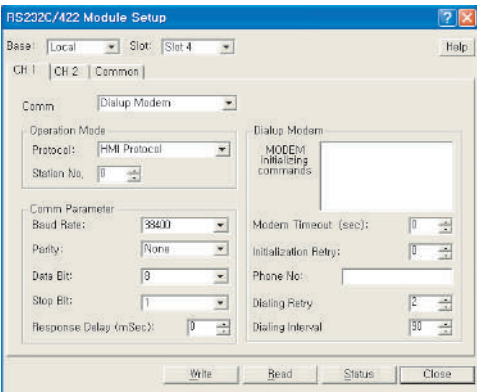 RS232C/422 Module Setup
Base: Local Slot: Slot 4 Help
CH 1 CH 2 Common
Comm Dialup Modem
Operation Mode
Protocol: HMI Protocol
Station No, 0
Comm Parameter
Baud Rate: 38400
Parity: None
Data Bit: 8
Stop Bit: 1
Response Delay (mSec): 0
Dialup Modem
MODEM
initializing
commands
Modem Timeout (sec): 0
Initialization Retry: 0
Phone No:
Dialing Retry 2
Dialing Interval 90
Write Read Status Close